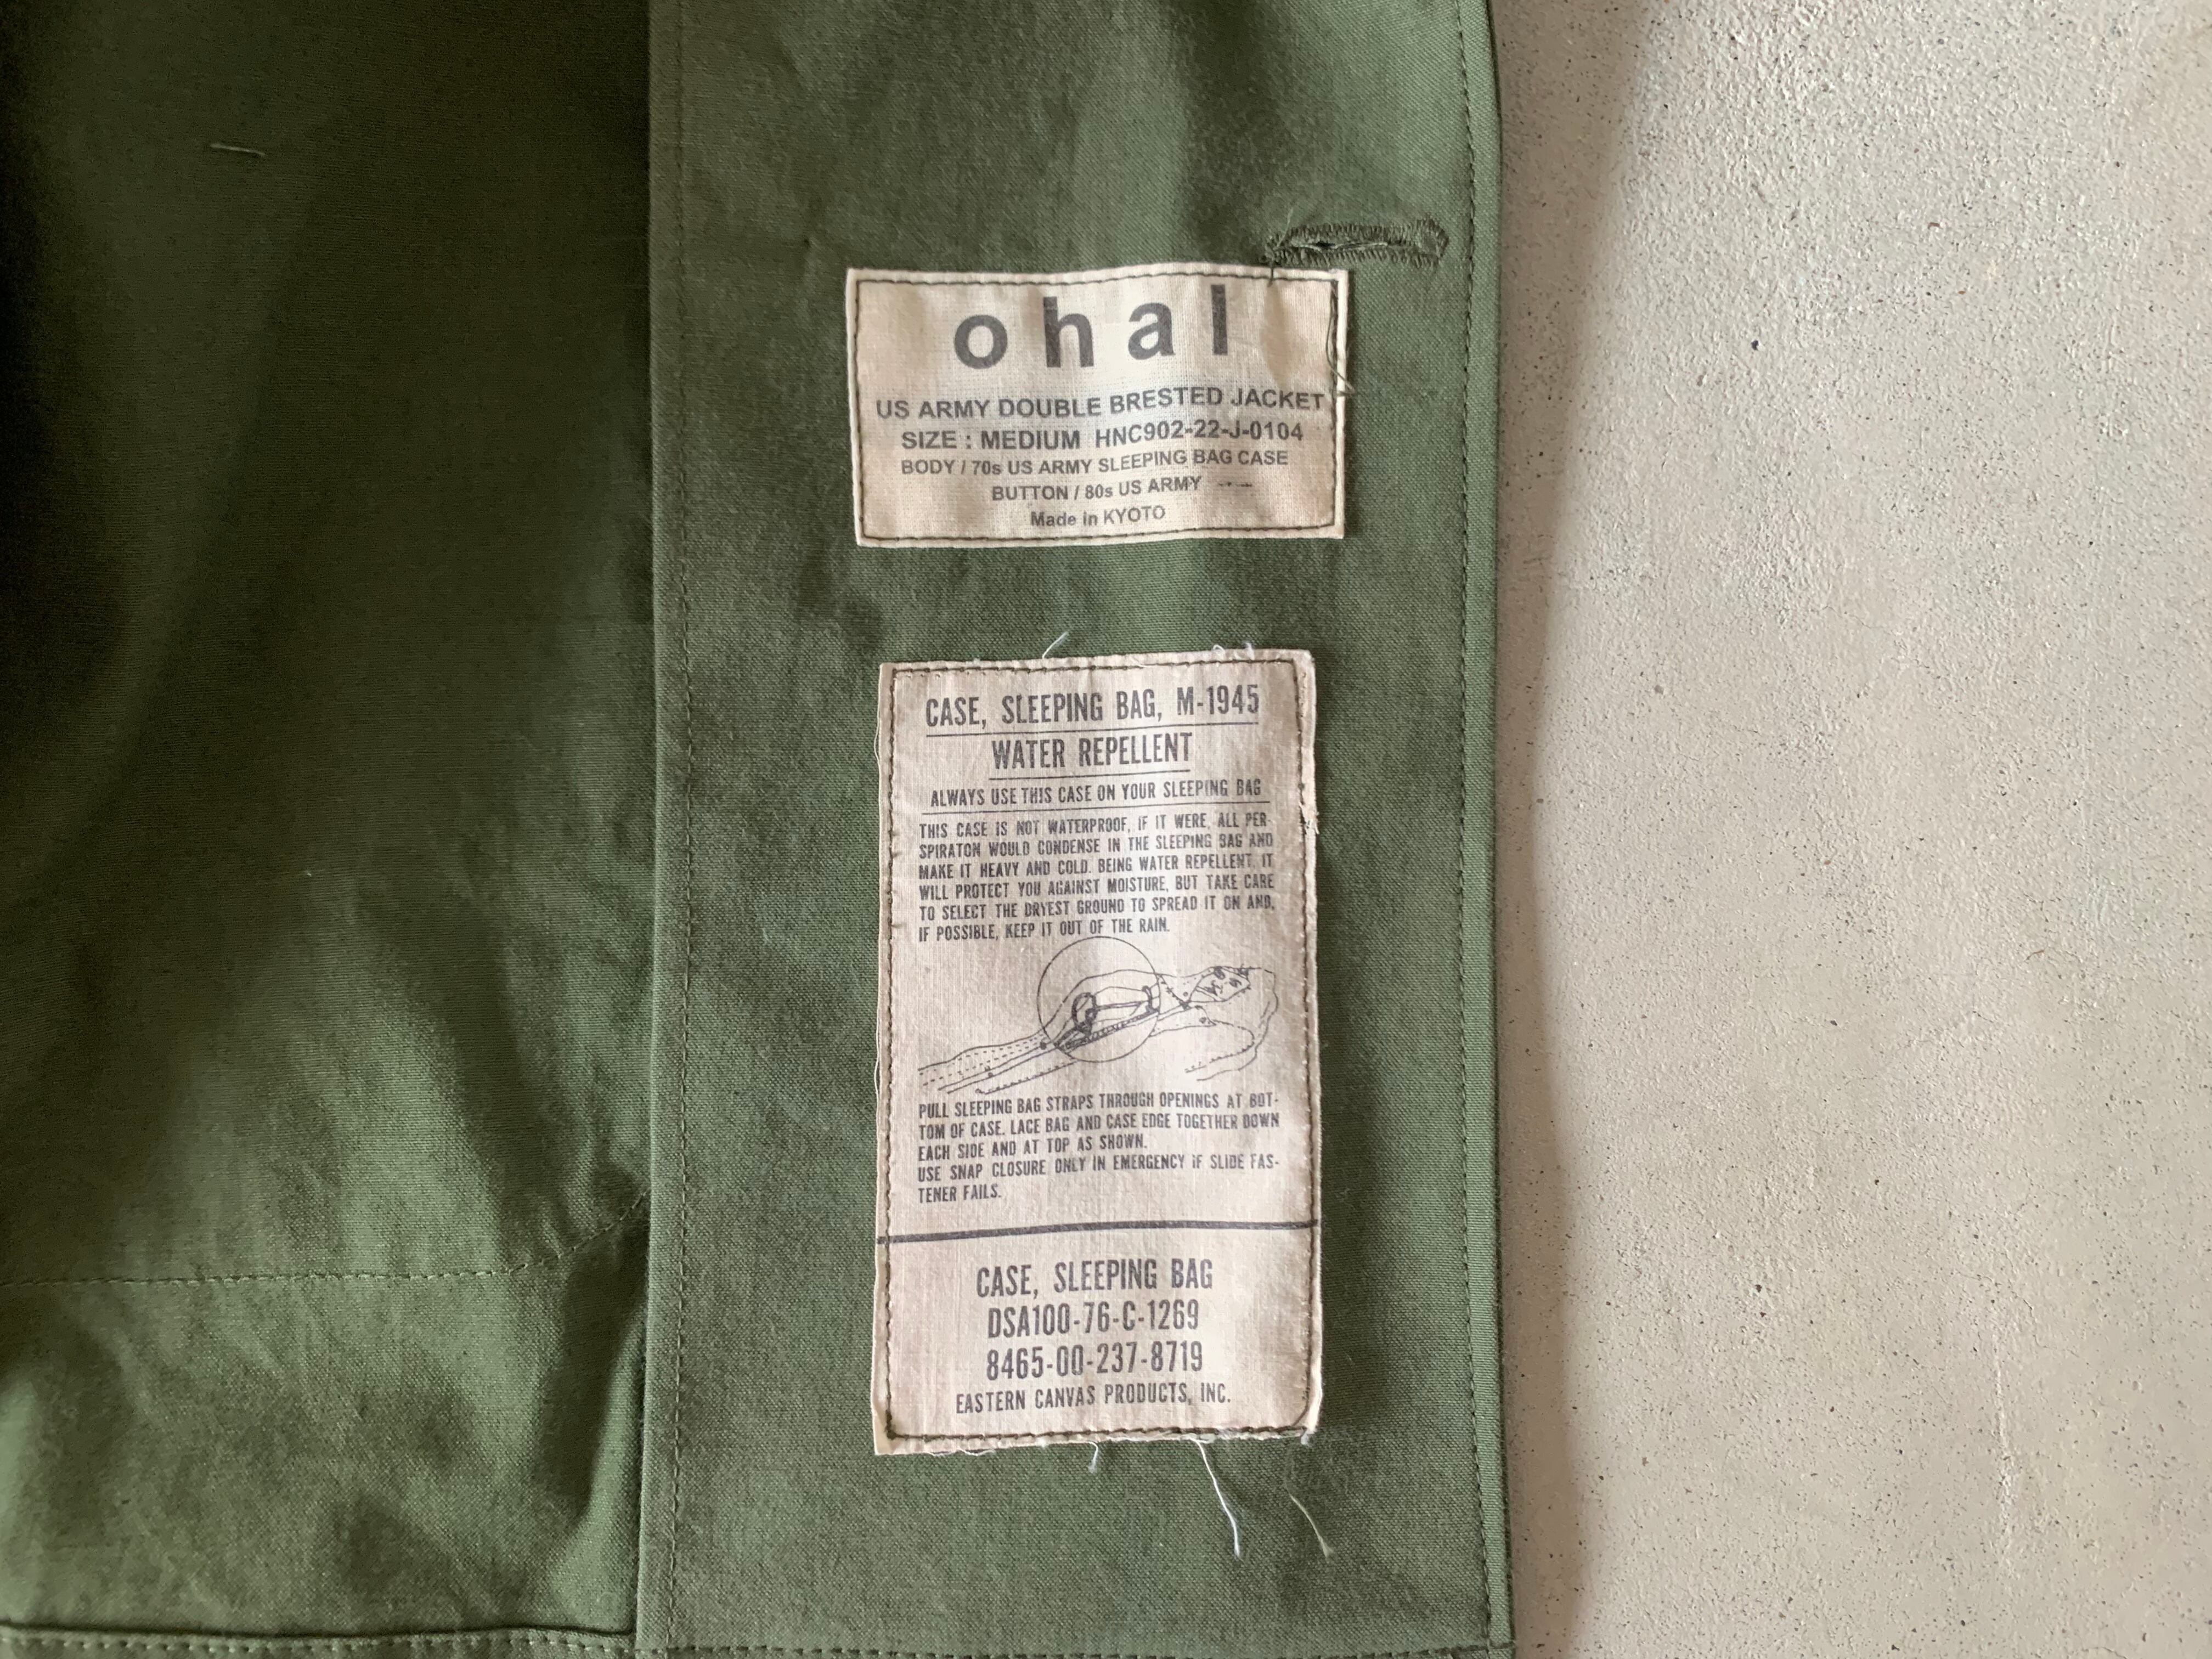 ohal
US ARMY DOUBLE BRESTED JACKET
SIZE : MEDIUM HNC902-22-J-0104
BODY / 70s US ARMY SLEEPING BAG CASE
BUTTON / 80s US ARMY
Made in KYOTO
CASE, SLEEPING BAG, M-1945
WATER REPELLENT
ALWAYS USE THIS CASE ON YOUR SLEEPING BAG
THIS CASE IS NOT WATERPROOF, IF IT WERE, ALL PER-
SPIRATON WOULD CONDENSE IN THE SLEEPING BAG AND
MAKE IT HEAVY AND COLD. BEING WATER REPELLENT, IT
WILL PROTECT YOU AGAINST MOISTURE, BUT TAKE CARE
TO SELECT THE DRYEST GROUND TO SPREAD IT ON AND,
IF POSSIBLE, KEEP IT OUT OF THE RAIN.
PULL SLEEPING BAG STRAPS THROUGH OPENINGS AT BOT-
TOM OF CASE. LACE BAG AND CASE EDGE TOGETHER DOWN
EACH SIDE AND AT TOP AS SHOWN.
USE SNAP CLOSURE ONLY IN EMERGENCY IF SLIDE FAS-
TENER FAILS.
CASE, SLEEPING BAG
DSA100-76-C-1269
8465-00-237-8719
EASTERN CANVAS PRODUCTS, INC.